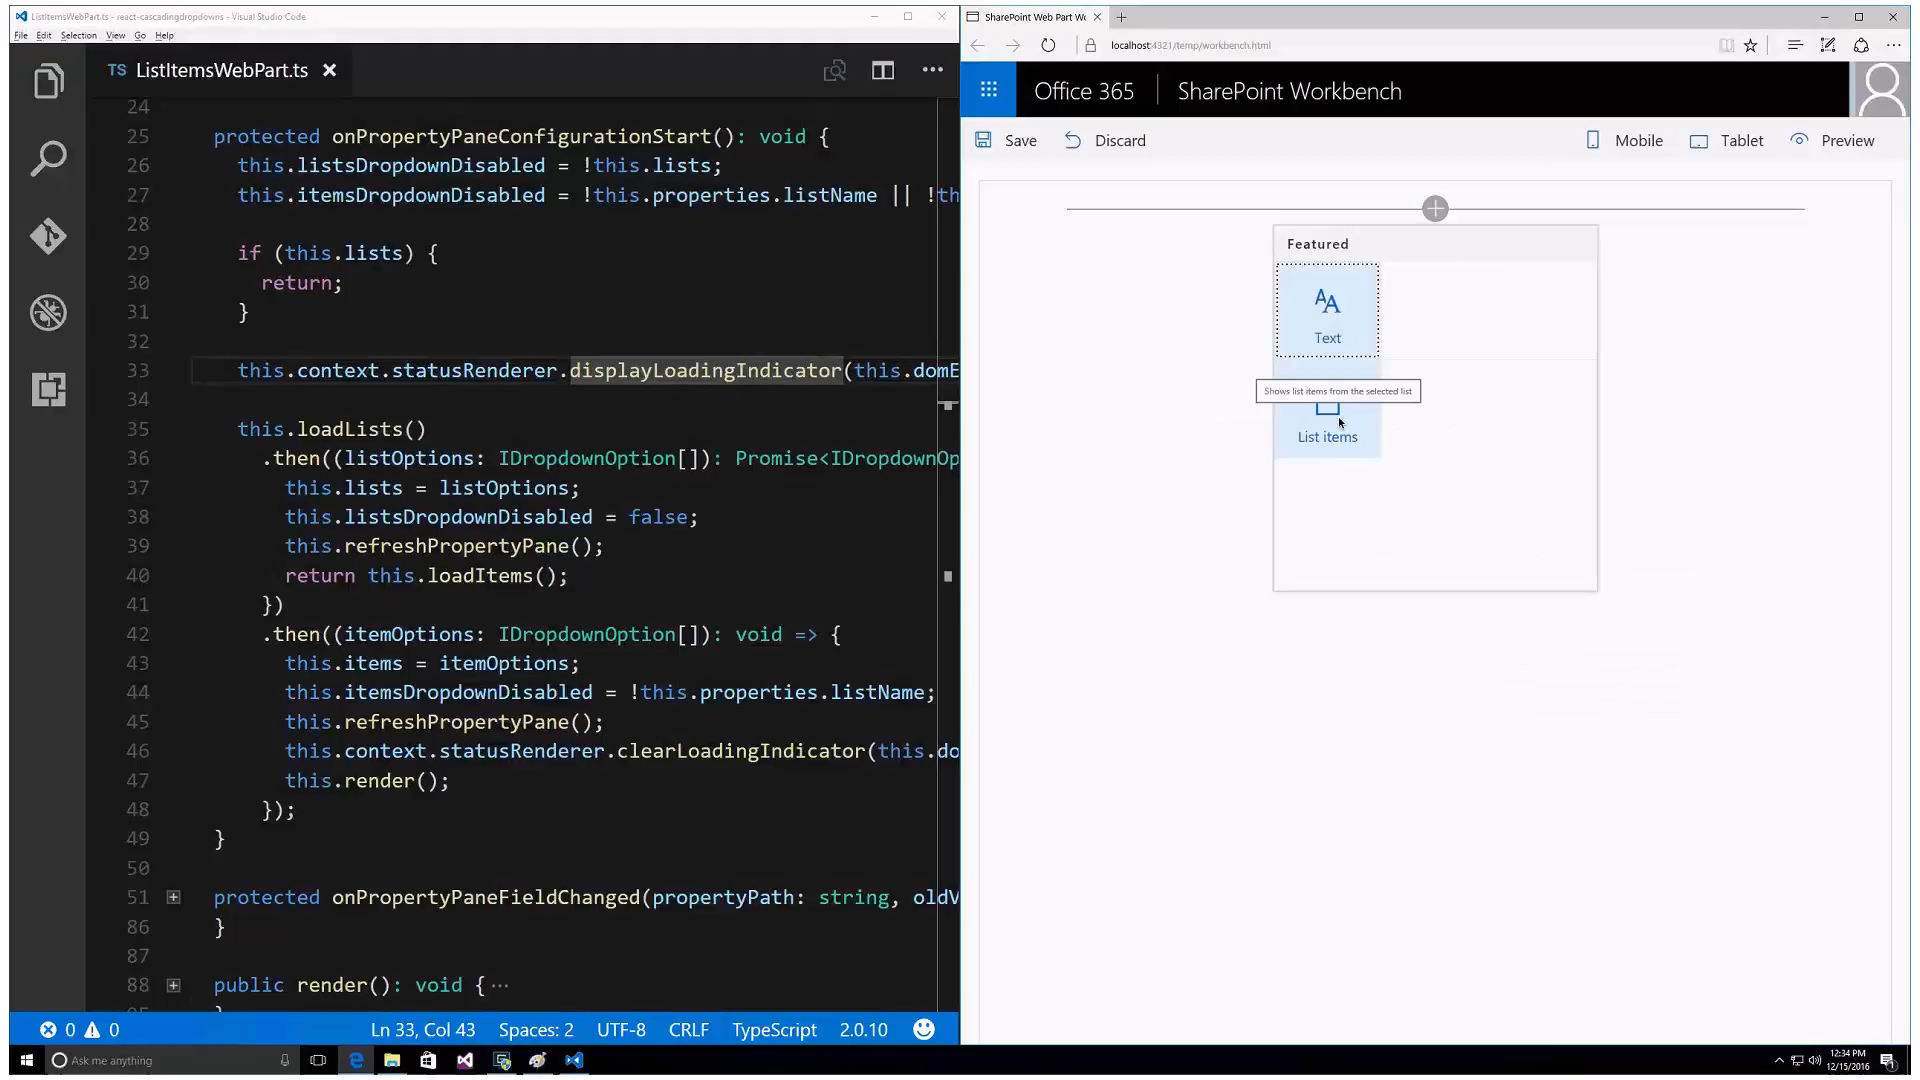 ListItemsWebPart.ts - react-cascadingdropdowns - Visual Studio Code
File Edit Selection View Go Help
TS ListItemsWebPart.ts
24
25 protected onPropertyPaneConfigurationStart(): void {
26 this.listsDropdownDisabled = !this.lists;
27 this.itemsDropdownDisabled = !this.properties.listName || !th
28
29 if (this.lists) {
30 return;
31 }
32
33 this.context.statusRenderer.displayLoadingIndicator(this.domE
34
35 this.loadLists()
36 .then((listOptions: IDropdownOption[]): Promise<IDropdownOp
37 this.lists = listOptions;
38 this.listsDropdownDisabled = false;
39 this.refreshPropertyPane();
40 return this.loadItems();
41 })
42 .then((itemOptions: IDropdownOption[]): void => {
43 this.items = itemOptions;
44 this.itemsDropdownDisabled = !this.properties.listName;
45 this.refreshPropertyPane();
46 this.context.statusRenderer.clearLoadingIndicator(this.do
47 this.render();
48 });
49 }
50
51 protected onPropertyPaneFieldChanged(propertyPath: string, oldV
86 }
87
88 public render(): void { ...
0 0 Ln 33, Col 43 Spaces: 2 UTF-8 CRLF TypeScript 2.0.10
SharePoint Web Part Wo
localhost:4321/temp/workbench.html
Office 365 SharePoint Workbench
Save Discard Mobile Tablet Preview
Featured
Text
Shows list items from the selected list
List items
Ask me anything
12:34 PM
12/15/2016